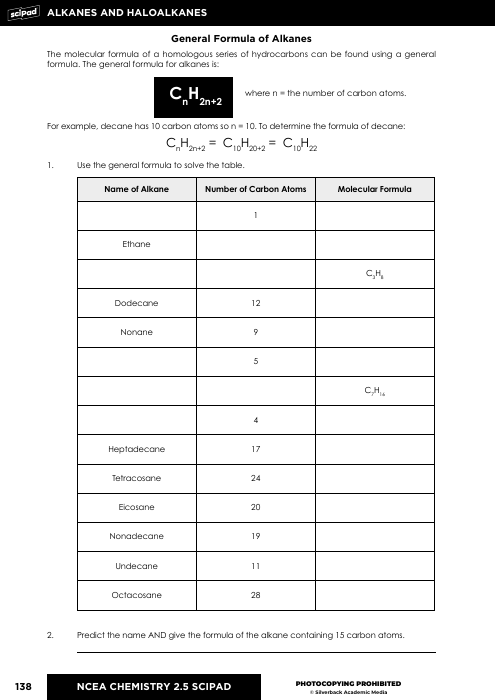 scipad ALKANES AND HALOALKANES
General Formula of Alkanes
The molecular formula of a homologous series of hydrocarbons can be found using a general
formula. The general formula for alkanes is:
CₙH₂ₙ₊₂ where n = the number of carbon atoms.
For example, decane has 10 carbon atoms so n = 10. To determine the formula of decane:
CₙH₂ₙ₊₂ = C₁₀H₂₀₊₂ = C₁₀H₂₂
1. Use the general formula to solve the table.
Name of Alkane Number of Carbon Atoms Molecular Formula
1
Ethane
C₃H₈
Dodecane 12
Nonane 9
5
C₇H₁₆
4
Heptadecane 17
Tetracosane 24
Eicosane 20
Nonadecane 19
Undecane 11
Octacosane 28
2. Predict the name AND give the formula of the alkane containing 15 carbon atoms.
138 NCEA CHEMISTRY 2.5 SCIPAD PHOTOCOPYING PROHIBITED
© Silverback Academic Media